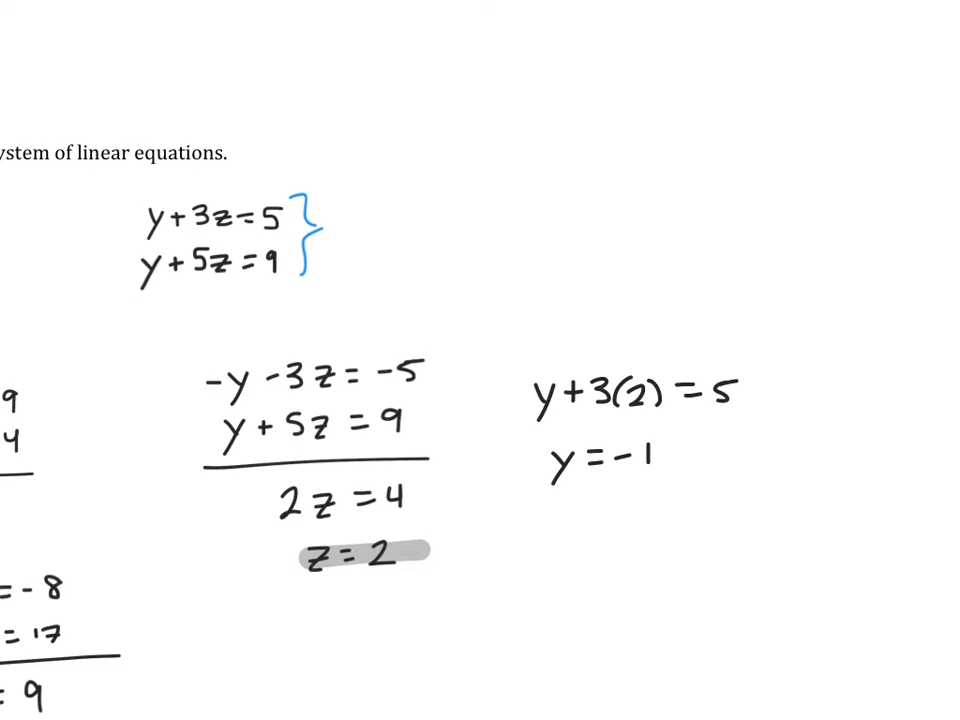 ystem of linear equations.
y + 3z = 5
y + 5z = 9
9
4
-y - 3z = -5
y + 5z = 9
2z = 4
z = 2
y + 3(2) = 5
y = -1
= - 8
= 17
= 9